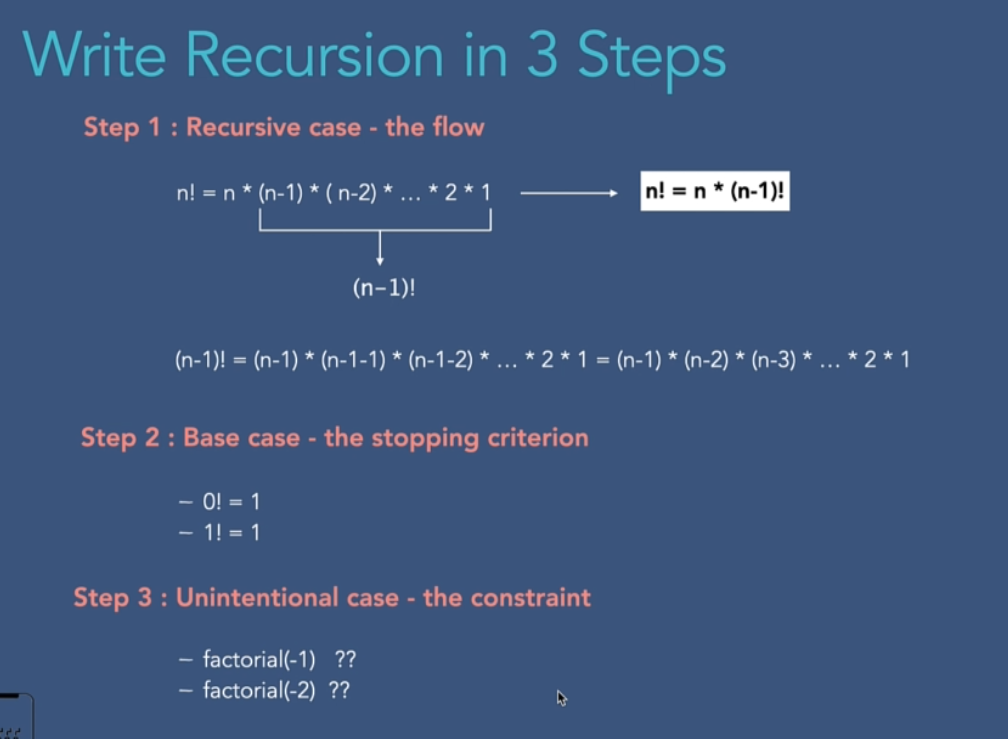 Write Recursion in 3 Steps
Step 1 : Recursive case - the flow
n! = n * (n-1) * ( n-2) * … * 2 * 1
n! = n * (n-1)!
(n-1)!
(n-1)! = (n-1) * (n-1-1) * (n-1-2) * … * 2 * 1 = (n-1) * (n-2) * (n-3) * … * 2 * 1
Step 2 : Base case - the stopping criterion
– 0! = 1
– 1! = 1
Step 3 : Unintentional case - the constraint
– factorial(-1) ??
– factorial(-2) ??